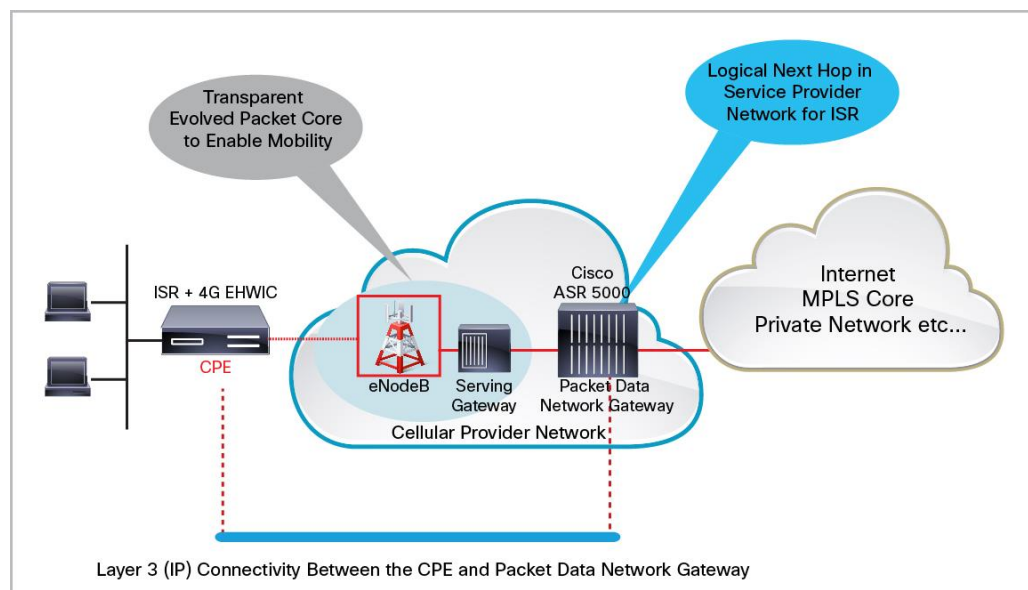 Transparent
Evolved Packet Core
to Enable Mobility
Logical Next Hop in
Service Provider
Network for ISR
ISR + 4G EHWIC
CPE
eNodeB
Serving
Gateway
Cisco
ASR 5000
Packet Data
Network Gateway
Cellular Provider Network
Internet
MPLS Core
Private Network etc...
Layer 3 (IP) Connectivity Between the CPE and Packet Data Network Gateway